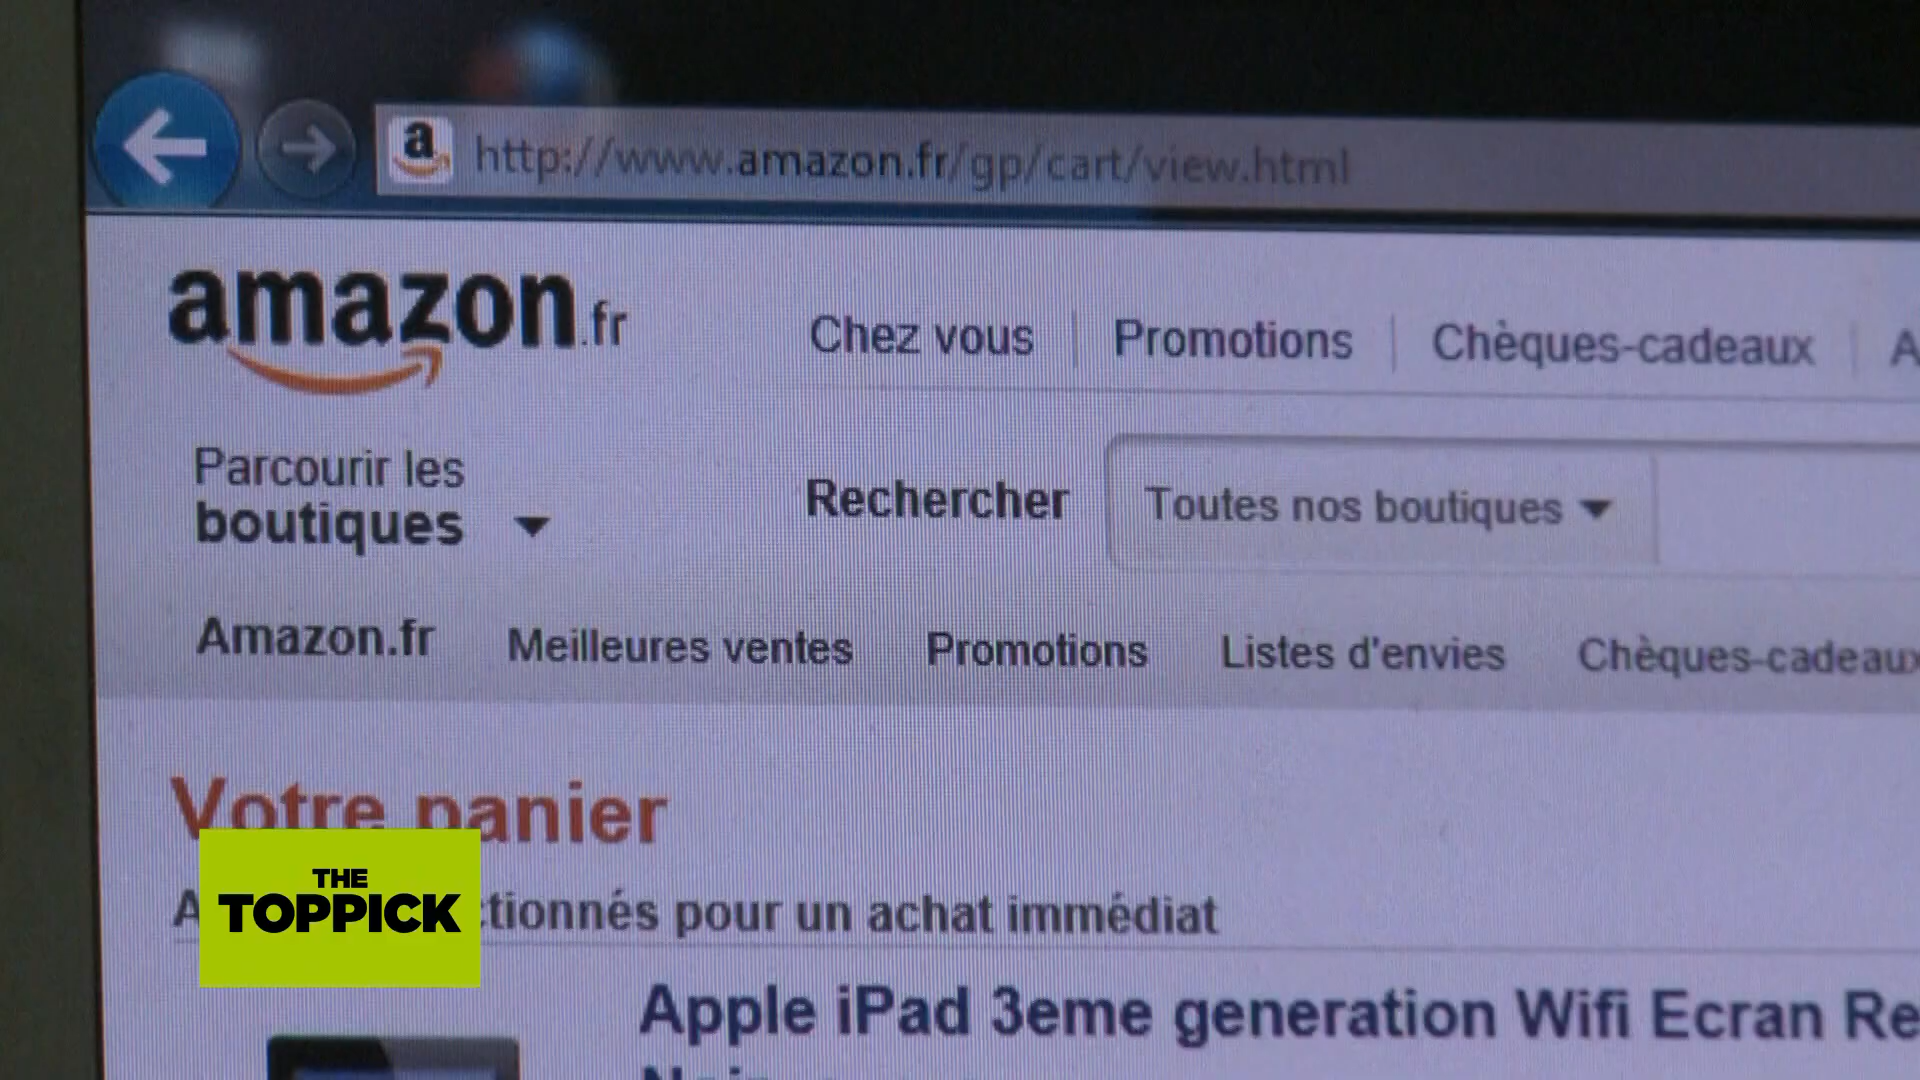 a http://www.amazon.fr/gp/cart/view.html
amazon.fr
Chez vous Promotions Chèques-cadeaux A
Parcourir les
boutiques
Rechercher Toutes nos boutiques
Amazon.fr Meilleures ventes Promotions Listes d'envies Chèques-cadeaux
Votre panier
THE
TOPPICK
A tionnés pour un achat immédiat
Apple iPad 3eme generation Wifi Ecran Re